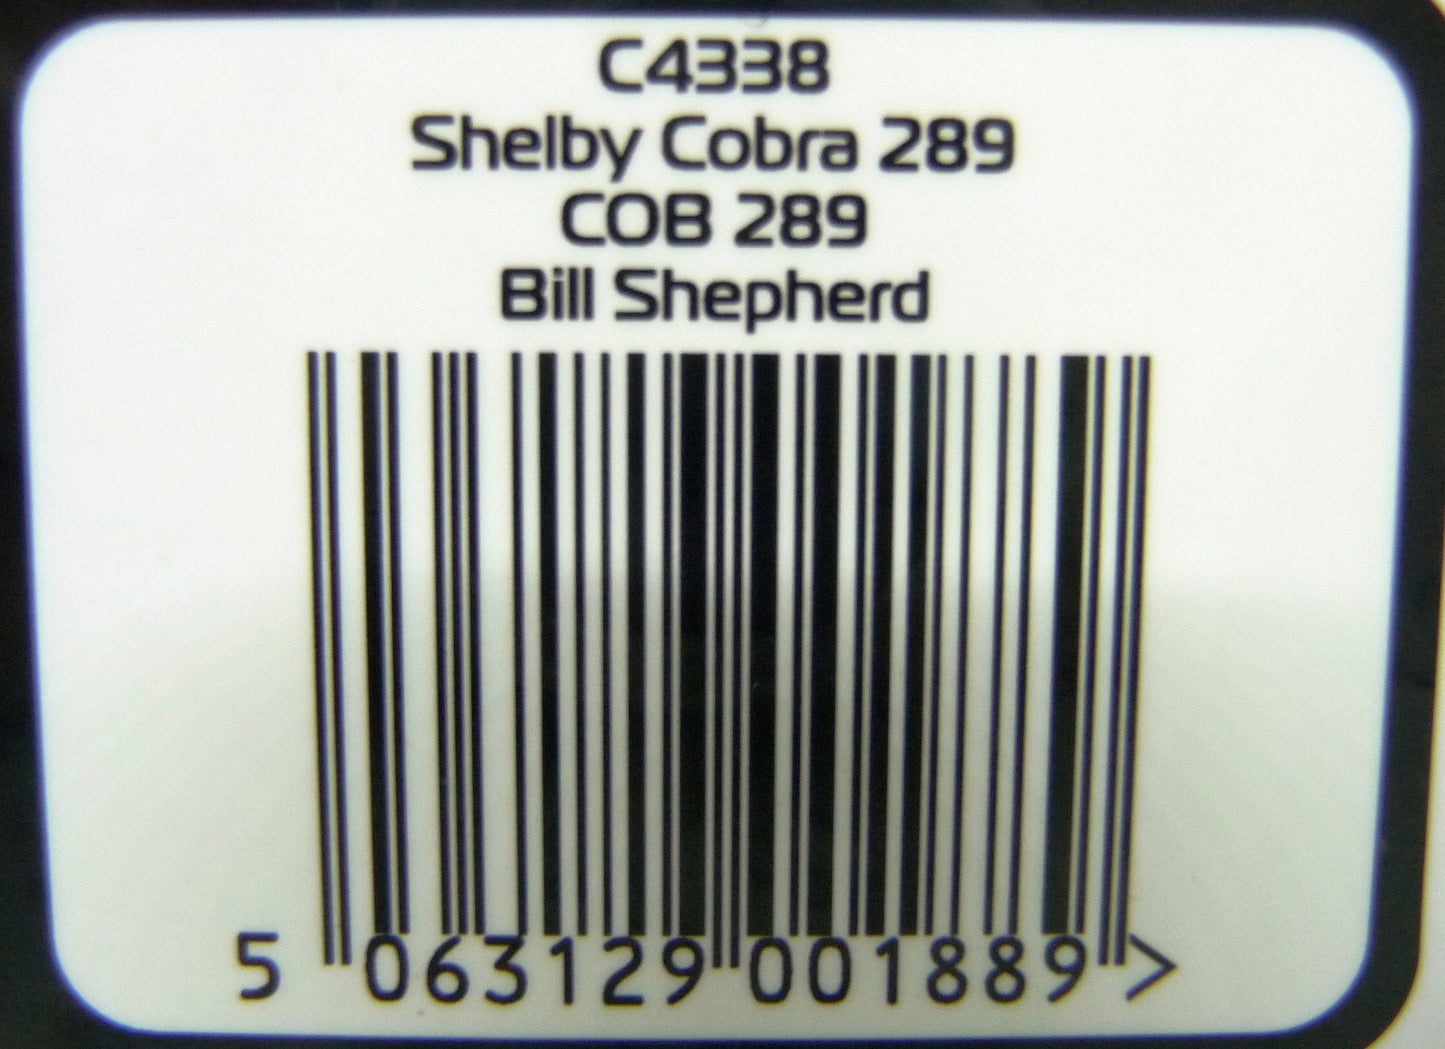 C4338
Shelby Cobra 289
COB 289
Bill Shepherd
5 063129 001889 >